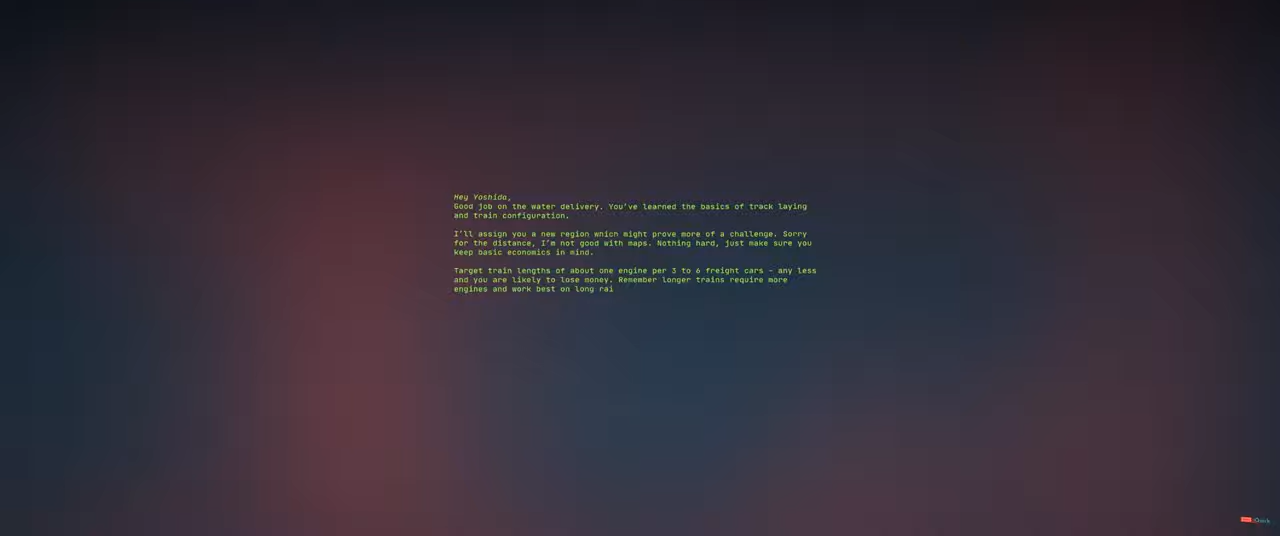 Hey Yoshida,
Good job on the water delivery. You've learned the basics of track laying
and train configuration.
I'll assign you a new region which might prove more of a challenge. Sorry
for the distance, I'm not good with maps. Nothing hard, just make sure you
keep basic economics in mind.
Target train lengths of about one engine per 3 to 6 freight cars - any less
and you are likely to lose money. Remember longer trains require more
engines and work best on long rai